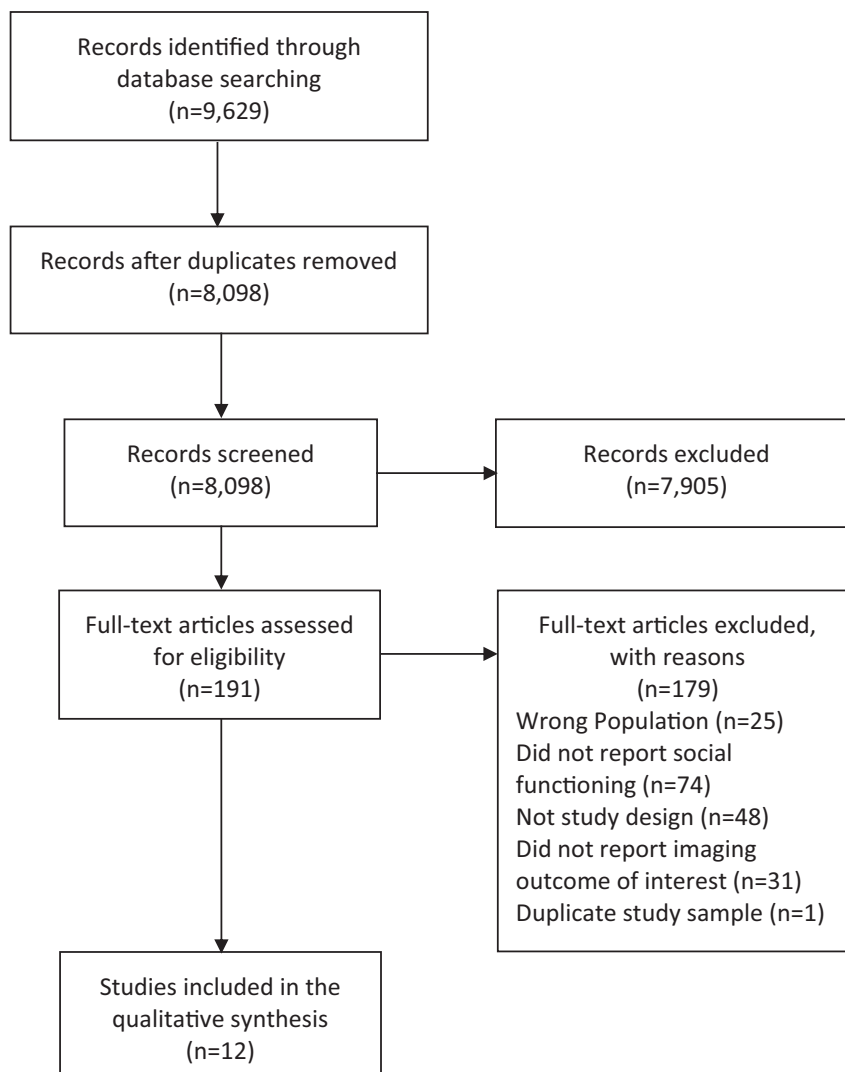 Records identified through
database searching
(n=9,629)
Records after duplicates removed
(n=8,098)
Records screened
(n=8,098)
Records excluded
(n=7,905)
Full-text articles assessed
for eligibility
(n=191)
Full-text articles excluded,
with reasons
(n=179)
Wrong Population (n=25)
Did not report social
functioning (n=74)
Not study design (n=48)
Did not report imaging
outcome of interest (n=31)
Duplicate study sample (n=1)
Studies included in the
qualitative synthesis
(n=12)